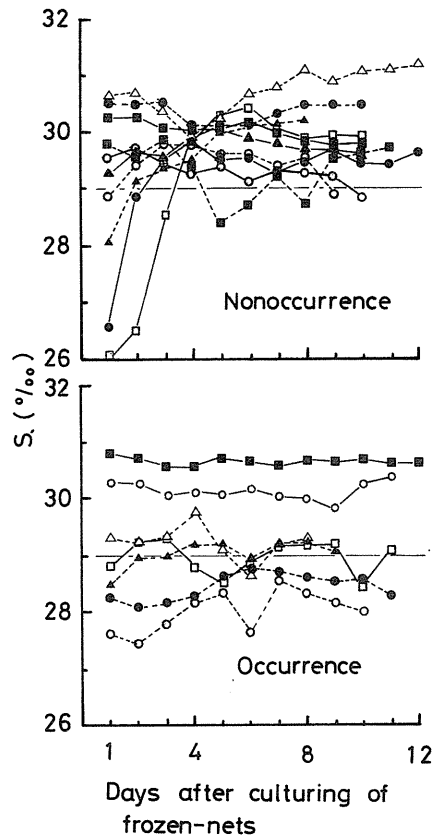 32
30
28
26
Nonoccurrence
S. (‰)
32
30
28
26
Occurrence
1 4 8 12
Days after culturing of
frozen-nets